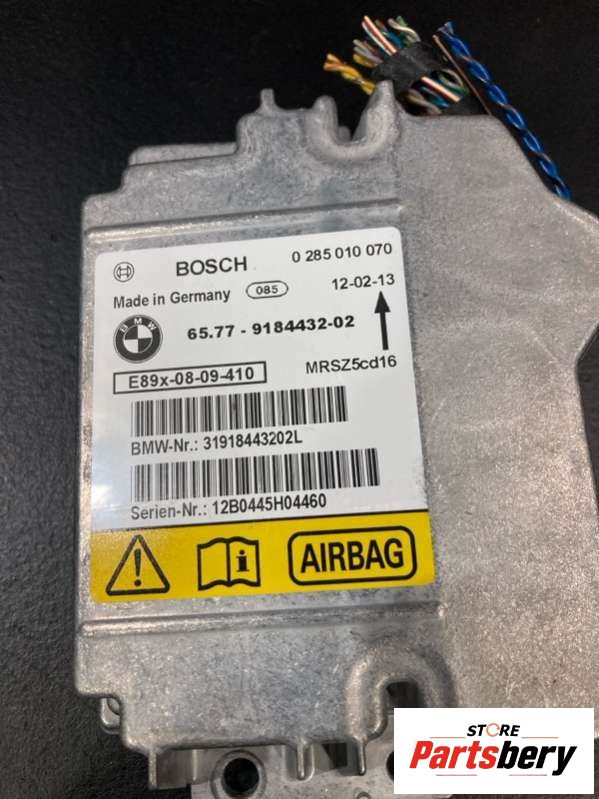 BOSCH 0 285 010 070
Made in Germany 085 12-02-13
BMW 65.77 - 9184432-02
E89x-08-09-410 MRSZ5cd16
BMW-Nr.: 31918443202L
Serien-Nr.: 12B0445H04460
! i AIRBAG
STORE
Partsbery